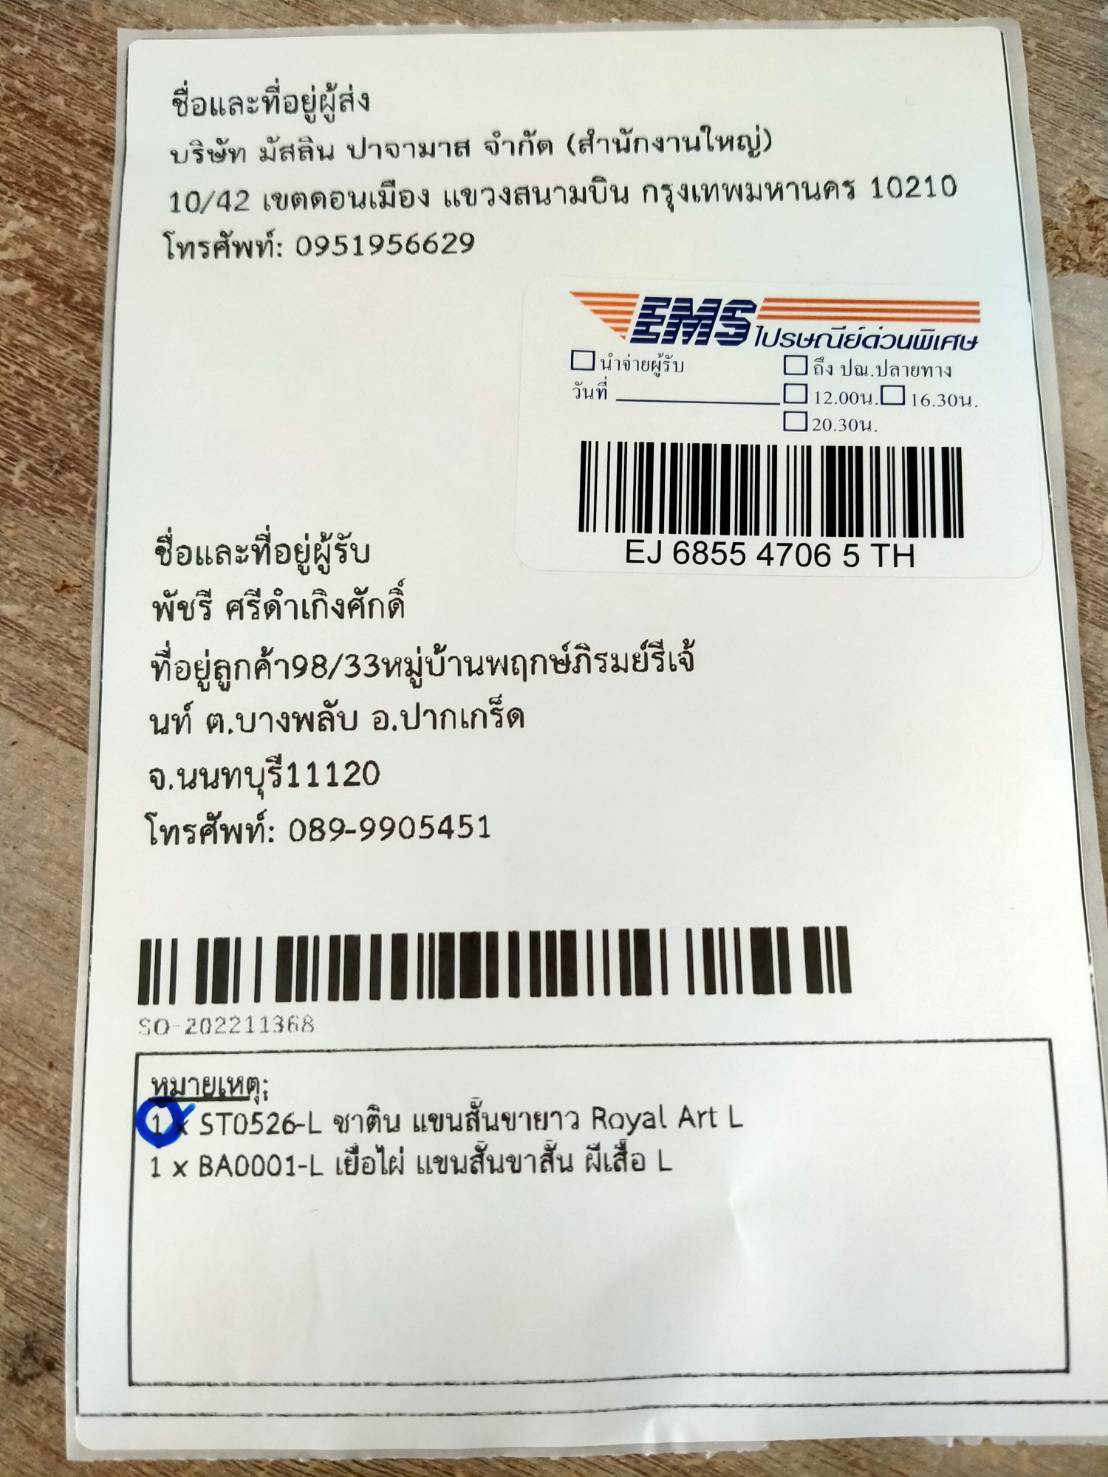 ชื่อและที่อยู่ผู้ส่ง
บริษัท มัสลิน ปาจามาส จำกัด (สำนักงานใหญ่)
10/42 เขตดอนเมือง แขวงสนามบิน กรุงเทพมหานคร 10210
โทรศัพท์: 0951956629
EMS ไปรษณีย์ด่วนพิเศษ
นำจ่ายผู้รับ ถึง ปณ.ปลายทาง
วันที่ 12.00น. 16.30น.
20.30น.
EJ 6855 4706 5 TH
ชื่อและที่อยู่ผู้รับ
พัชรี ศรีดำเกิงศักดิ์
ที่อยู่ลูกค้า98/33หมู่บ้านพฤกษ์ภิรมย์รีเจ้
นท์ ต.บางพลับ อ.ปากเกร็ด
จ.นนทบุรี11120
โทรศัพท์: 089-9905451
SO-202211368
หมายเหตุ:
1 x ST0526-L ซาติน แขนสั้นขายาว Royal Art L
1 x BA0001-L เยื่อไผ่ แขนสั้นขาสั้น ผีเสื้อ L